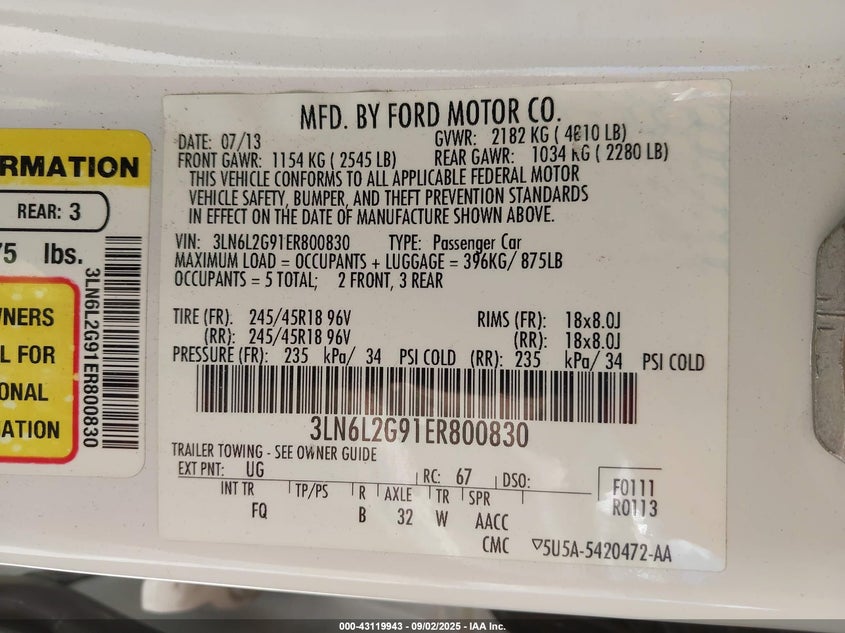 RMATION
REAR: 3
75 lbs.
WNERS
L FOR
ONAL
ATION
3LN6L2G91ER800830
MFD. BY FORD MOTOR CO.
DATE: 07/13 GVWR: 2182 KG ( 4810 LB)
FRONT GAWR: 1154 KG ( 2545 LB) REAR GAWR: 1034 KG ( 2280 LB)
THIS VEHICLE CONFORMS TO ALL APPLICABLE FEDERAL MOTOR
VEHICLE SAFETY, BUMPER, AND THEFT PREVENTION STANDARDS
IN EFFECT ON THE DATE OF MANUFACTURE SHOWN ABOVE.
VIN: 3LN6L2G91ER800830 TYPE: Passenger Car
MAXIMUM LOAD = OCCUPANTS + LUGGAGE = 396KG/ 875LB
OCCUPANTS = 5 TOTAL; 2 FRONT, 3 REAR
TIRE (FR): 245/45R18 96V RIMS (FR): 18x8.0J
(RR): 245/45R18 96V (RR): 18x8.0J
PRESSURE (FR): 235 kPa/ 34 PSI COLD (RR): 235 kPa/ 34 PSI COLD
3LN6L2G91ER800830
TRAILER TOWING - SEE OWNER GUIDE
EXT PNT: UG RC: 67 DSO:
INT TR TP/PS R AXLE TR SPR
FQ B 32 W AACC
F0111
R0113
CMC ▽5U5A-5420472-AA
000-43119943 - 09/02/2025 - IAA Inc.